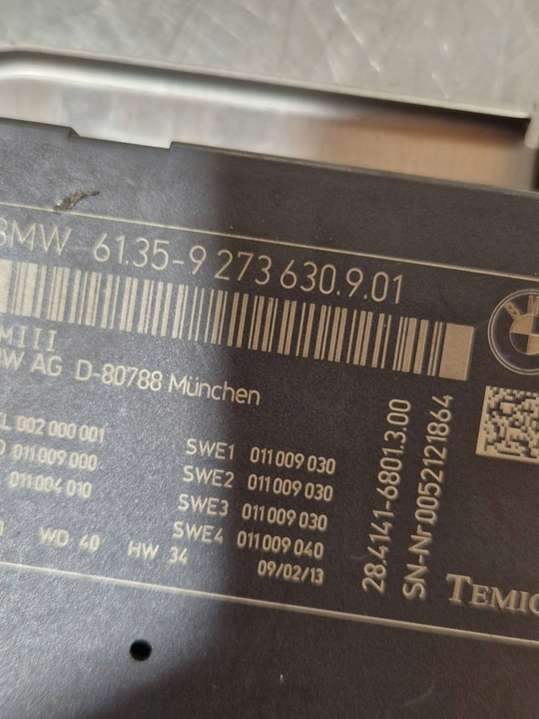 BMW 61.35-9 273 630.9.01
MIII
W AG D-80788 München
L 002 000 001
011 009 000
011 004 010
SWE1 011 009 030
SWE2 011 009 030
SWE3 011 009 030
SWE4 011 009 040
WD 40 HW 34
09/02/13
28.4141-6801.3.00
SN-Nr 0052121864
TEMIC